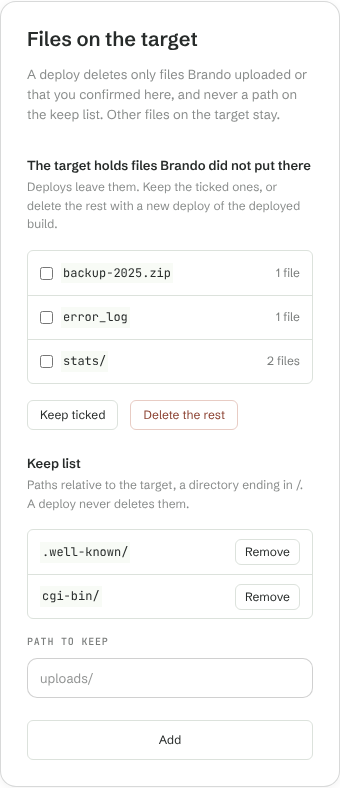 Files on the target
A deploy deletes only files Brando uploaded or
that you confirmed here, and never a path on
the keep list. Other files on the target stay.
The target holds files Brando did not put there
Deploys leave them. Keep the ticked ones, or
delete the rest with a new deploy of the deployed
build.
backup-2025.zip 1 file
error_log 1 file
stats/ 2 files
Keep ticked Delete the rest
Keep list
Paths relative to the target, a directory ending in /.
A deploy never deletes them.
.well-known/ Remove
cgi-bin/ Remove
PATH TO KEEP
uploads/
Add